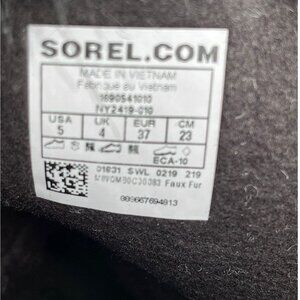 SOREL.COM
MADE IN VIETNAM
Fabriqué au Vietnam
1690541010
NY2419-010
USA UK EUR CM
5 4 37 23
ECA-10
01631 SWL 0219 219
Faux Fur